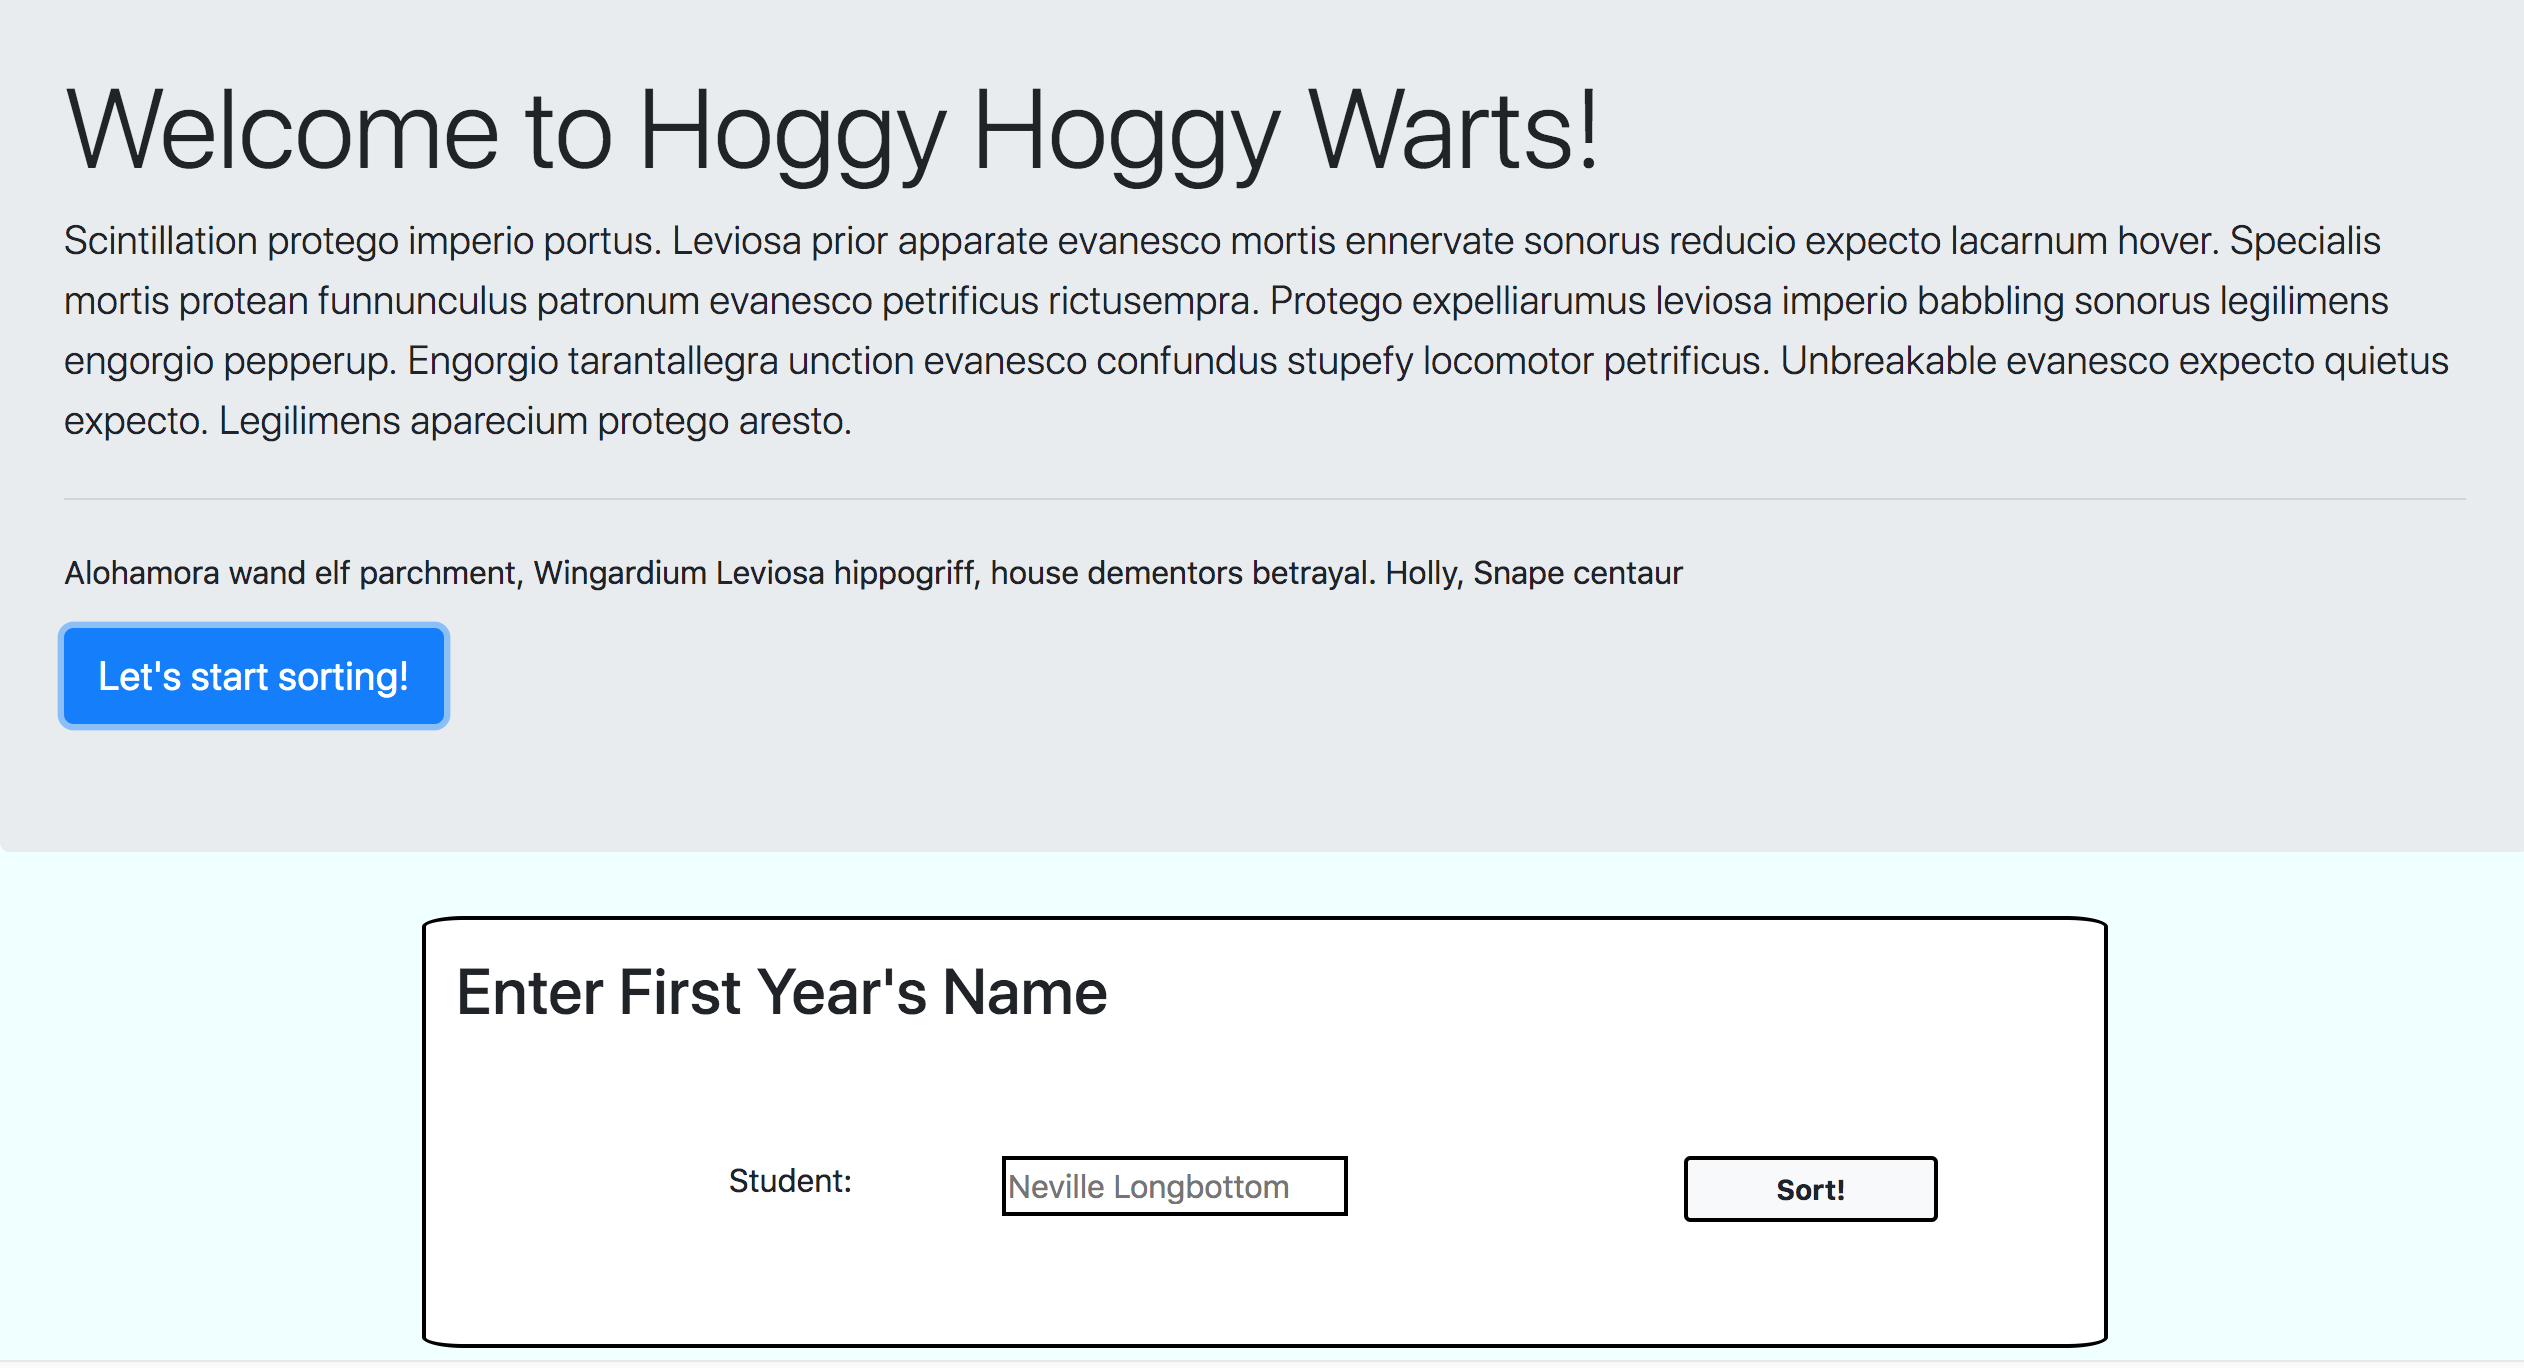 Welcome to Hoggy Hoggy Warts!
Scintillation protego imperio portus. Leviosa prior apparate evanesco mortis ennervate sonorus reducio expecto lacarnum hover. Specialis
mortis protean funnunculus patronum evanesco petrificus rictusempra. Protego expelliarumus leviosa imperio babbling sonorus legilimens
engorgio pepperup. Engorgio tarantallegra unction evanesco confundus stupefy locomotor petrificus. Unbreakable evanesco expecto quietus
expecto. Legilimens aparecium protego aresto.
Alohamora wand elf parchment, Wingardium Leviosa hippogriff, house dementors betrayal. Holly, Snape centaur
Let's start sorting!
Enter First Year's Name
Student:
Neville Longbottom
Sort!